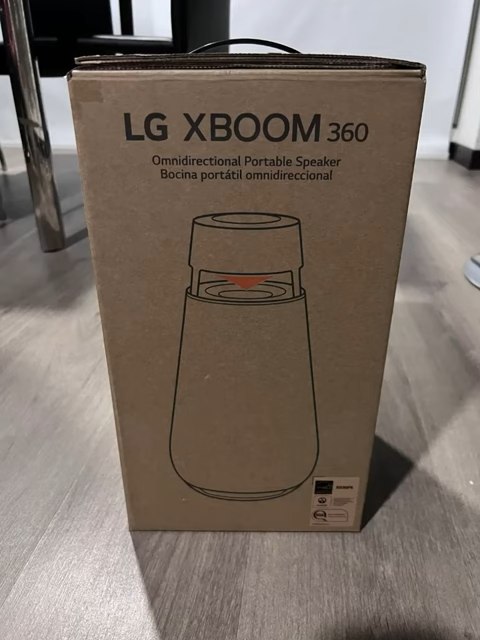 LG XBOOM 360
Omnidirectional Portable Speaker
Bocina portátil omnidireccional